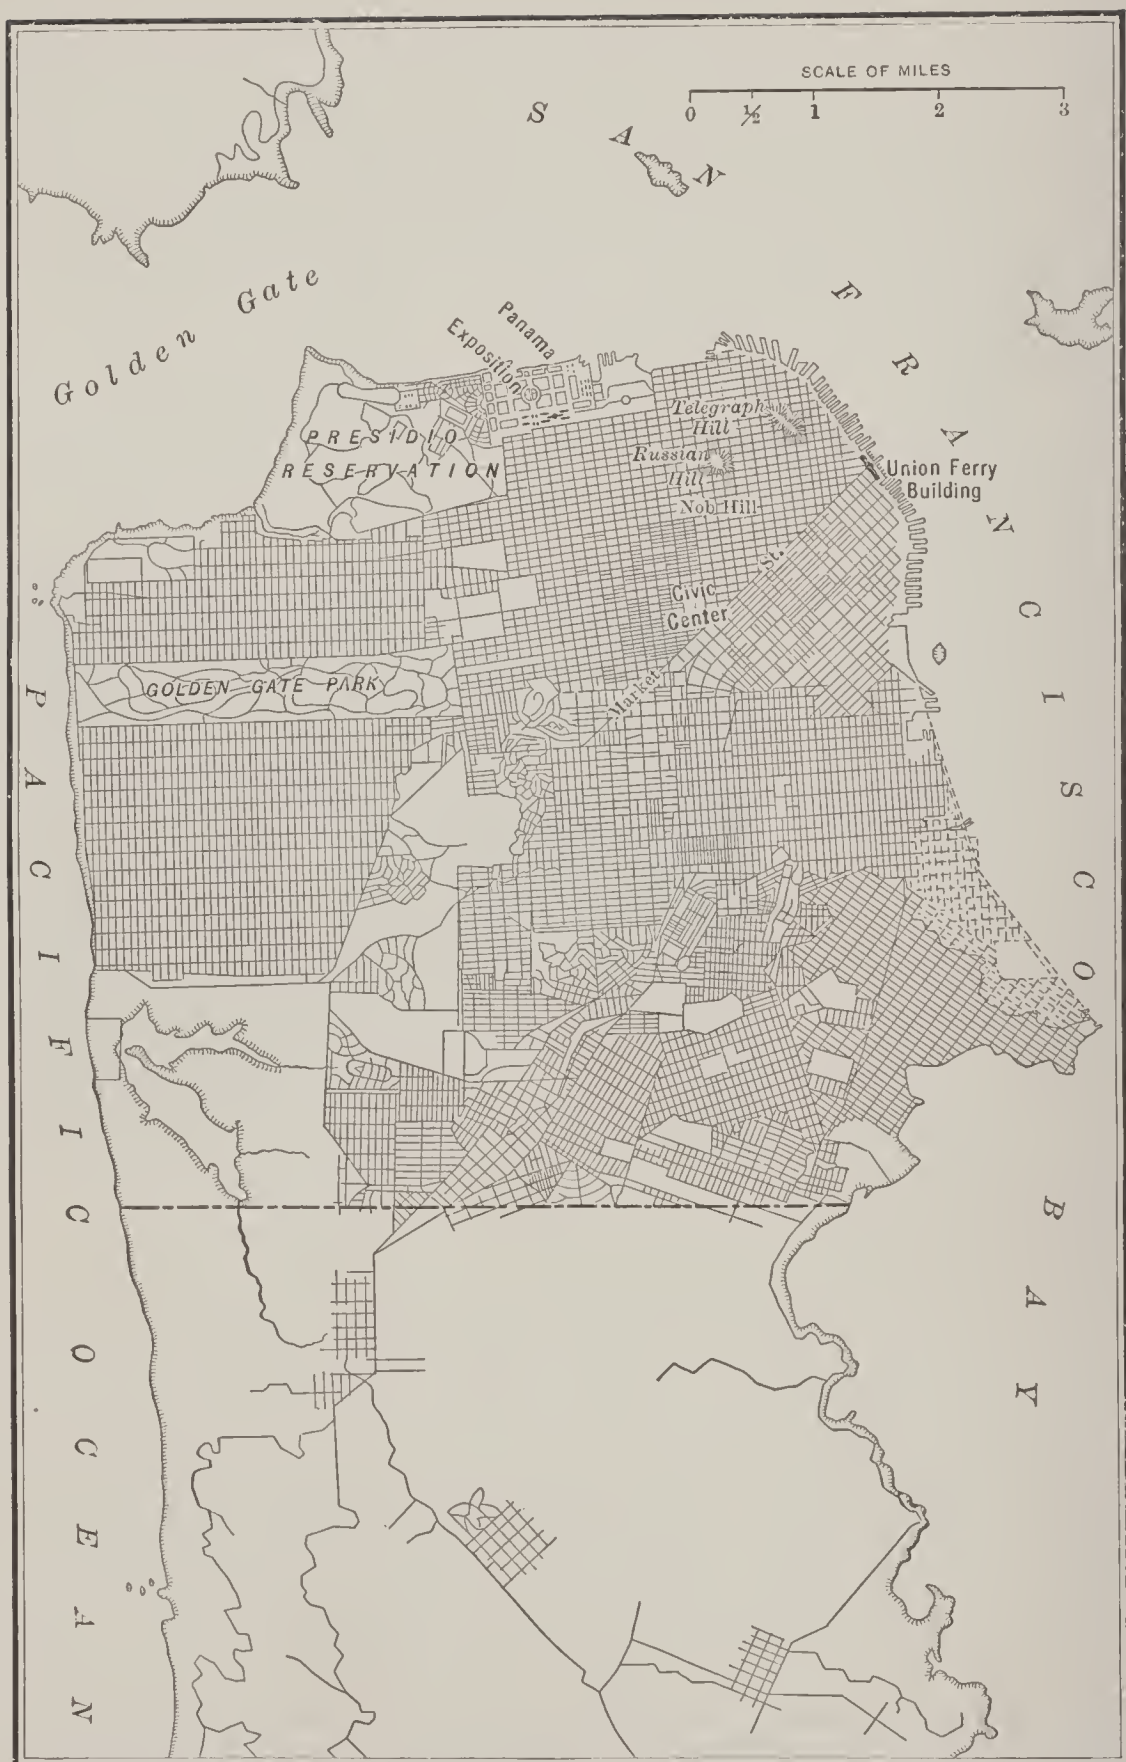 SCALE OF MILES
0 ½ 1 2 3
SAN FRANCISCO BAY
Golden Gate
Panama
Exposition
PRESIDIO
RESERVATION
Telegraph
Hill
Russian
Hill
Nob Hill
Union Ferry
Building
Civic
Center
Market St.
GOLDEN GATE PARK
PACIFIC OCEAN